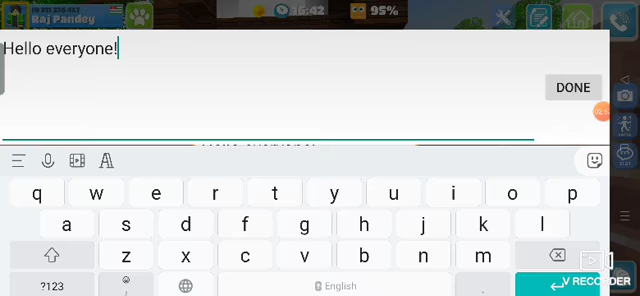 Raj Pandey
16:42
95%
Hello everyone!
DONE
q w e r t y u i o p
a s d f g h j k l
z x c v b n m
?123 , English .
V RECORDER